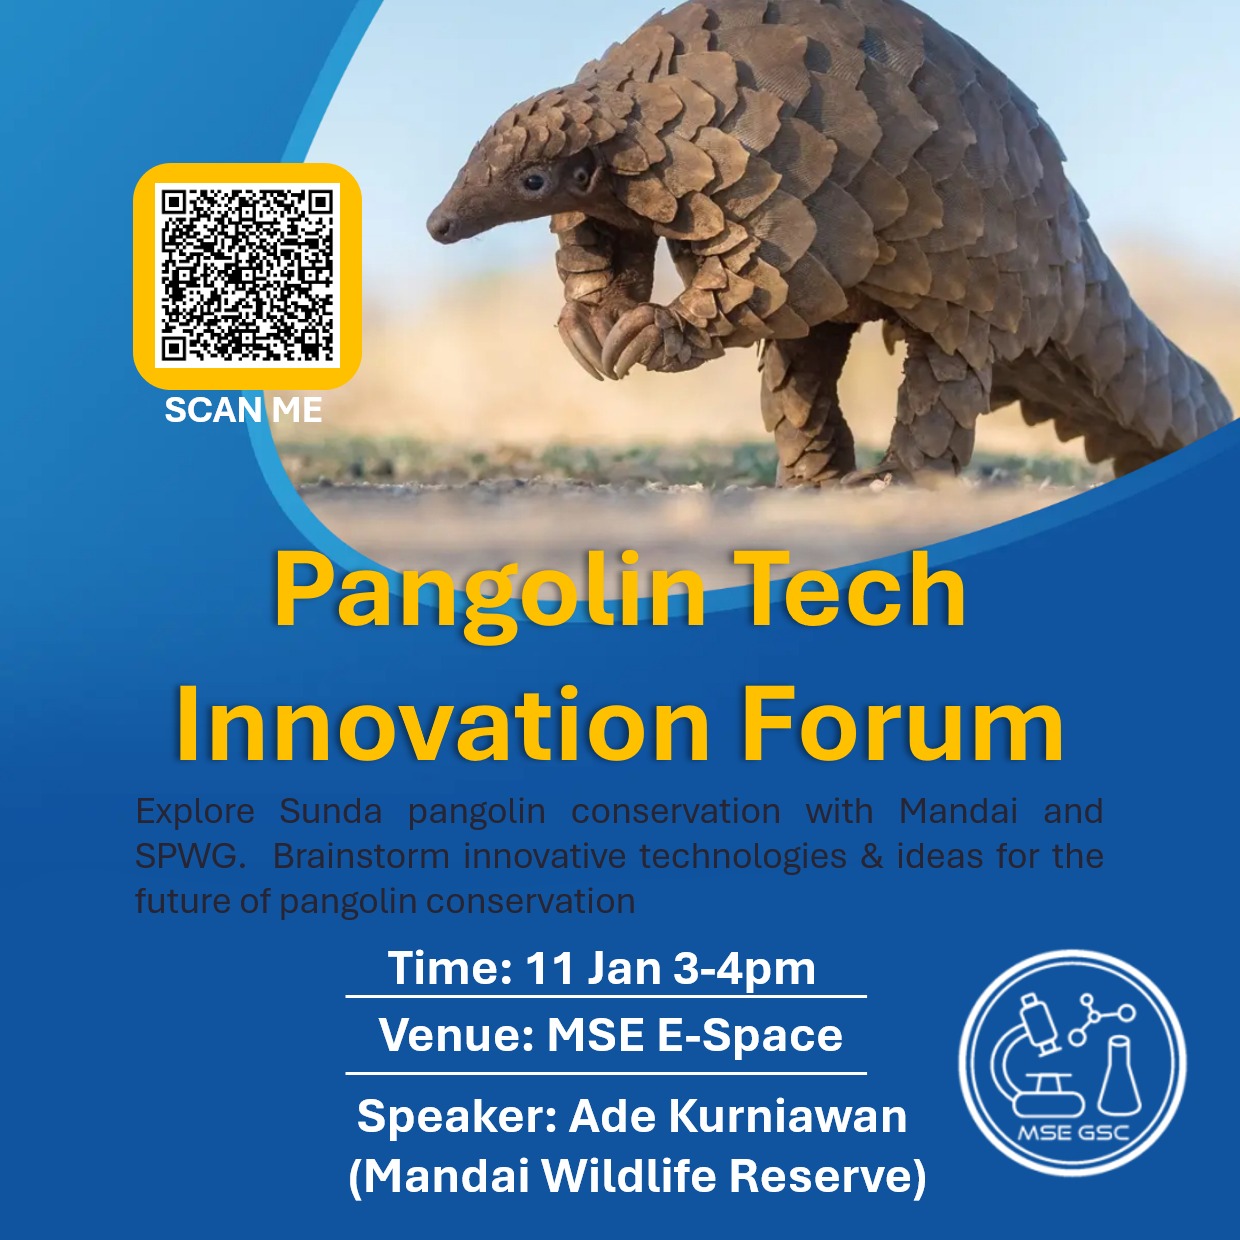 SCAN ME
Pangolin Tech
Innovation Forum
Explore Sunda pangolin conservation with Mandai and
SPWG.  Brainstorm innovative technologies & ideas for the
future of pangolin conservation
Time: 11 Jan 3-4pm
Venue: MSE E-Space
Speaker: Ade Kurniawan
(Mandai Wildlife Reserve)
MSE GSC